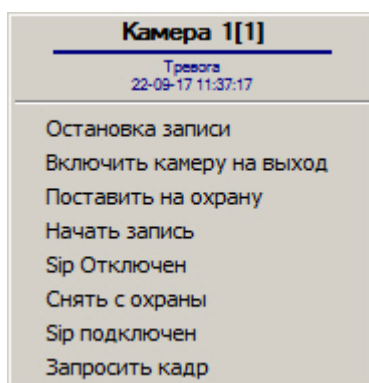 Камера 1[1]
Тревога
22-09-17 11:37:17
Остановка записи
Включить камеру на выход
Поставить на охрану
Начать запись
Sip Отключен
Снять с охраны
Sip подключен
Запросить кадр